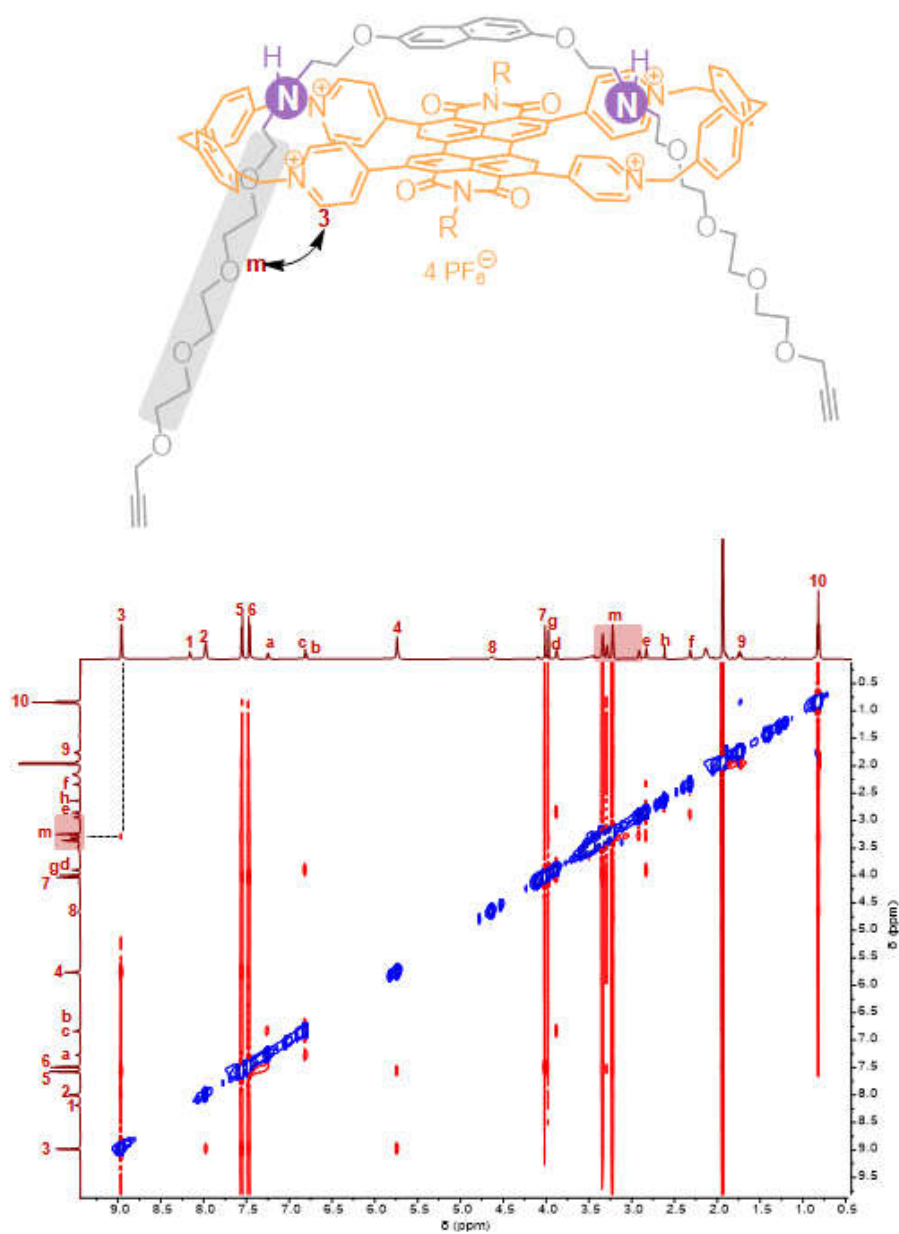 O
O
H
R
H
N
N
⊕
O
N
O
⊕
N
N
N
⊕
O
N
O
N
⊕
O
O
3
R
m
O
4 PF6⊖
O
O
O
O
O
10
3
5 6
7
g
m
1 2
a
c
b
4
8
d
e h f
9
10
9
f
h
e
m
gd
7
8
4
b
c
a
6
5
2
1
3
0.5
1.0
1.5
2.0
2.5
3.0
3.5
4.0
4.5
5.0
5.5
6.0
6.5
7.0
7.5
8.0
8.5
9.0
9.5
δ (ppm)
9.0 8.5 8.0 7.5 7.0 6.5 6.0 5.5 5.0 4.5 4.0 3.5 3.0 2.5 2.0 1.5 1.0 0.5
δ (ppm)